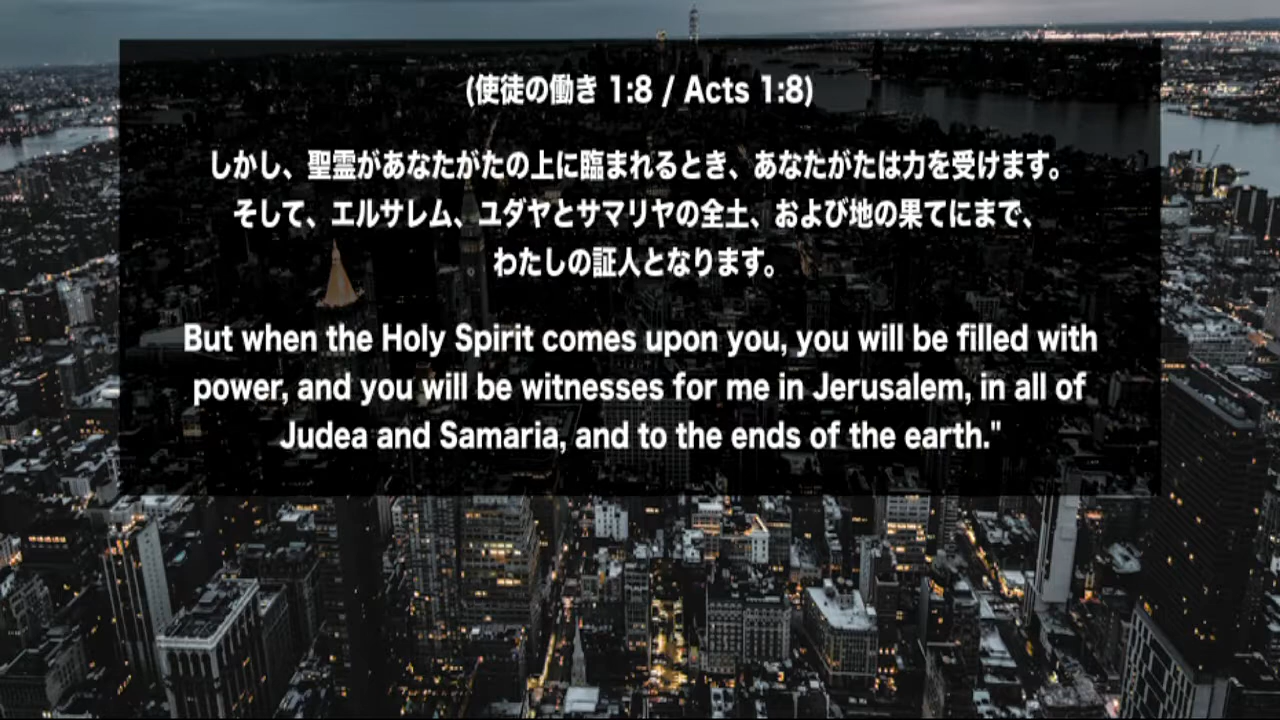 (使徒の働き 1:8 / Acts 1:8)
しかし、聖霊があなたがたの上に臨まれるとき、あなたがたは力を受けます。
そして、エルサレム、ユダヤとサマリヤの全土、および地の果てにまで、
わたしの証人となります。
But when the Holy Spirit comes upon you, you will be filled with
power, and you will be witnesses for me in Jerusalem, in all of
Judea and Samaria, and to the ends of the earth."